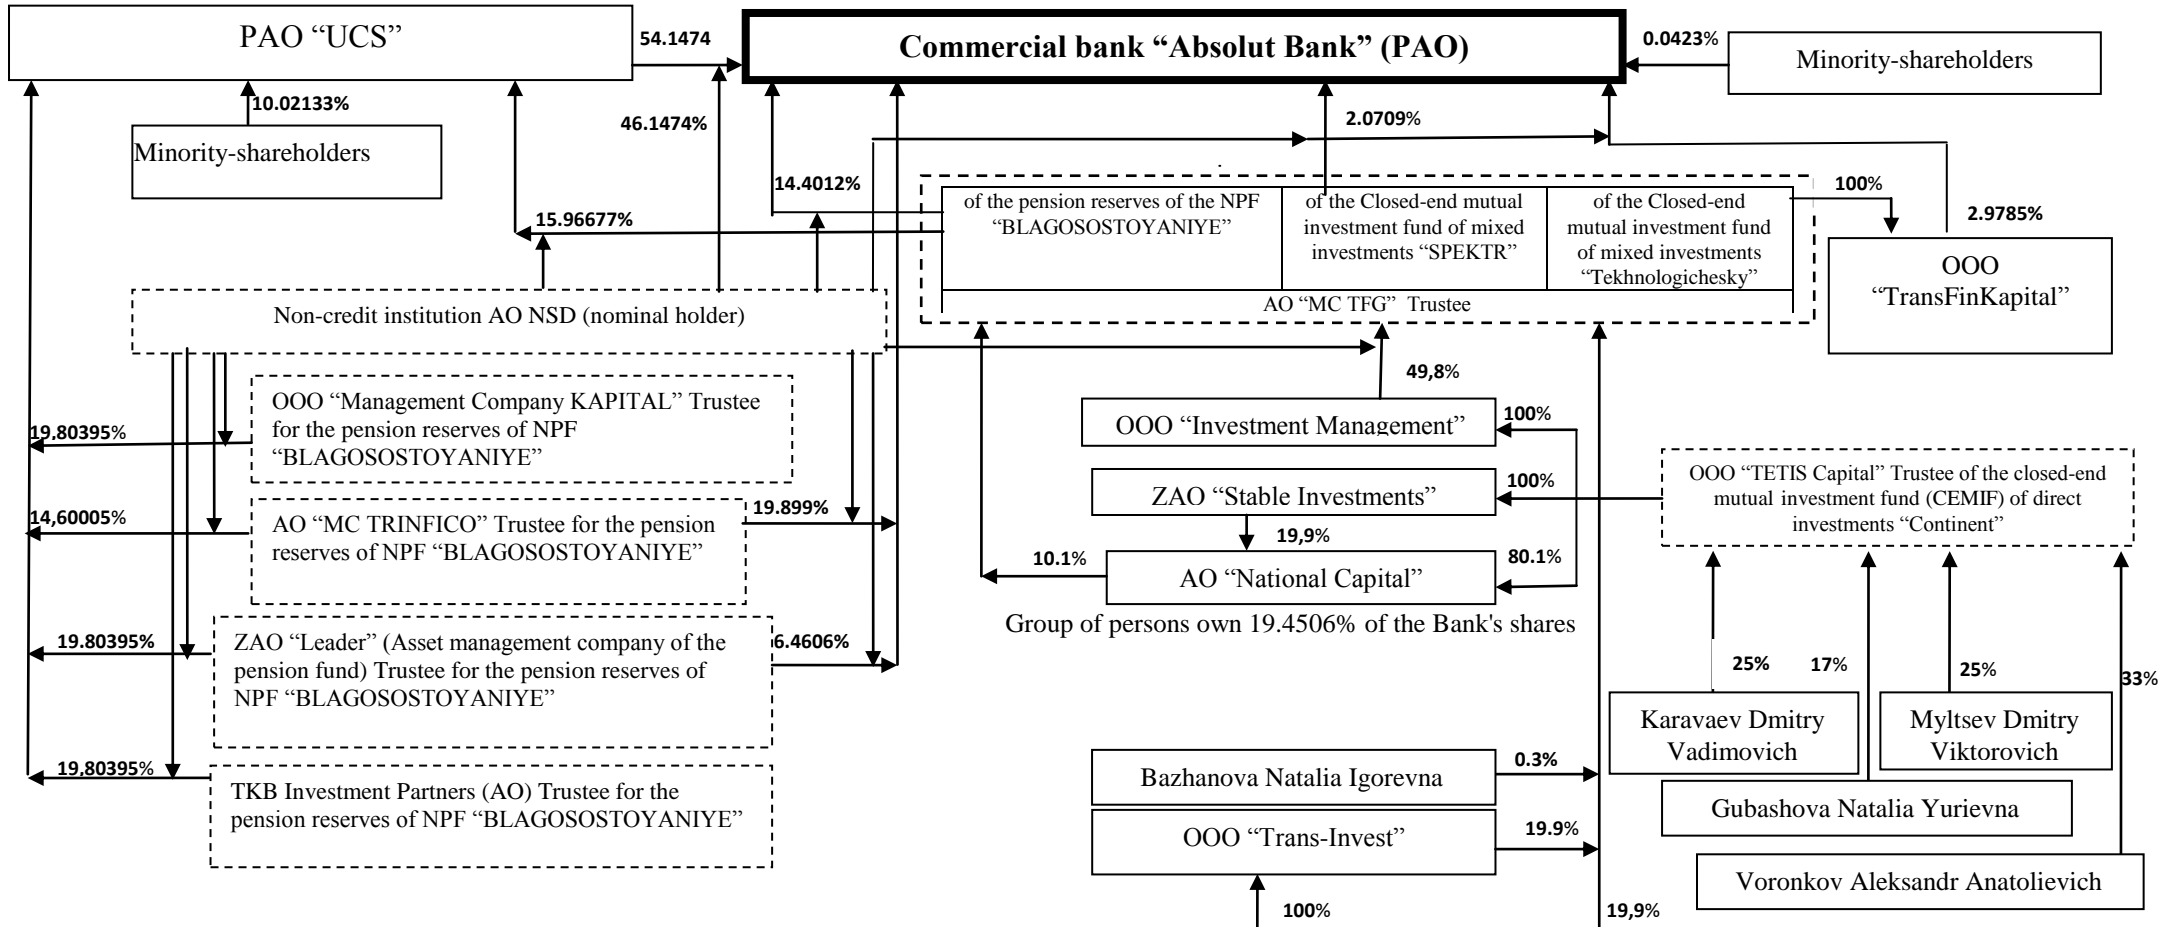 PAO “UCS”
54.1474
Commercial bank “Absolut Bank” (PAO)
0.0423%
Minority-shareholders
10.02133%
Minority-shareholders
46.1474%
2.0709%
14.4012%
15.96677%
of the pension reserves of the NPF
“BLAGOSOSTOYANIYE”
of the Closed-end mutual
investment fund of mixed
investments “SPEKTR”
of the Closed-end
mutual investment fund
of mixed investments
“Tekhnologichesky”
AO “MC TFG” Trustee
100%
2.9785%
OOO
“TransFinKapital”
Non-credit institution AO NSD (nominal holder)
OOO “Management Company KAPITAL” Trustee
for the pension reserves of NPF
“BLAGOSOSTOYANIYE”
19,80395%
AO “MC TRINFICO” Trustee for the pension
reserves of NPF “BLAGOSOSTOYANIYE”
14,60005%
19.899%
ZAO “Leader” (Asset management company of the
pension fund) Trustee for the pension reserves of
NPF “BLAGOSOSTOYANIYE”
19.80395%
6.4606%
TKB Investment Partners (AO) Trustee for the
pension reserves of NPF “BLAGOSOSTOYANIYE”
19,80395%
49,8%
OOO “Investment Management”
100%
ZAO “Stable Investments”
100%
19,9%
10.1%
AO “National Capital”
80.1%
Group of persons own 19.4506% of the Bank's shares
OOO “TETIS Capital” Trustee of the closed-end
mutual investment fund (CEMIF) of direct
investments “Continent”
25%
17%
25%
33%
Karavaev Dmitry
Vadimovich
Myltsev Dmitry
Viktorovich
Gubashova Natalia Yurievna
Voronkov Aleksandr Anatolievich
Bazhanova Natalia Igorevna
0.3%
OOO “Trans-Invest”
19.9%
100%
19,9%